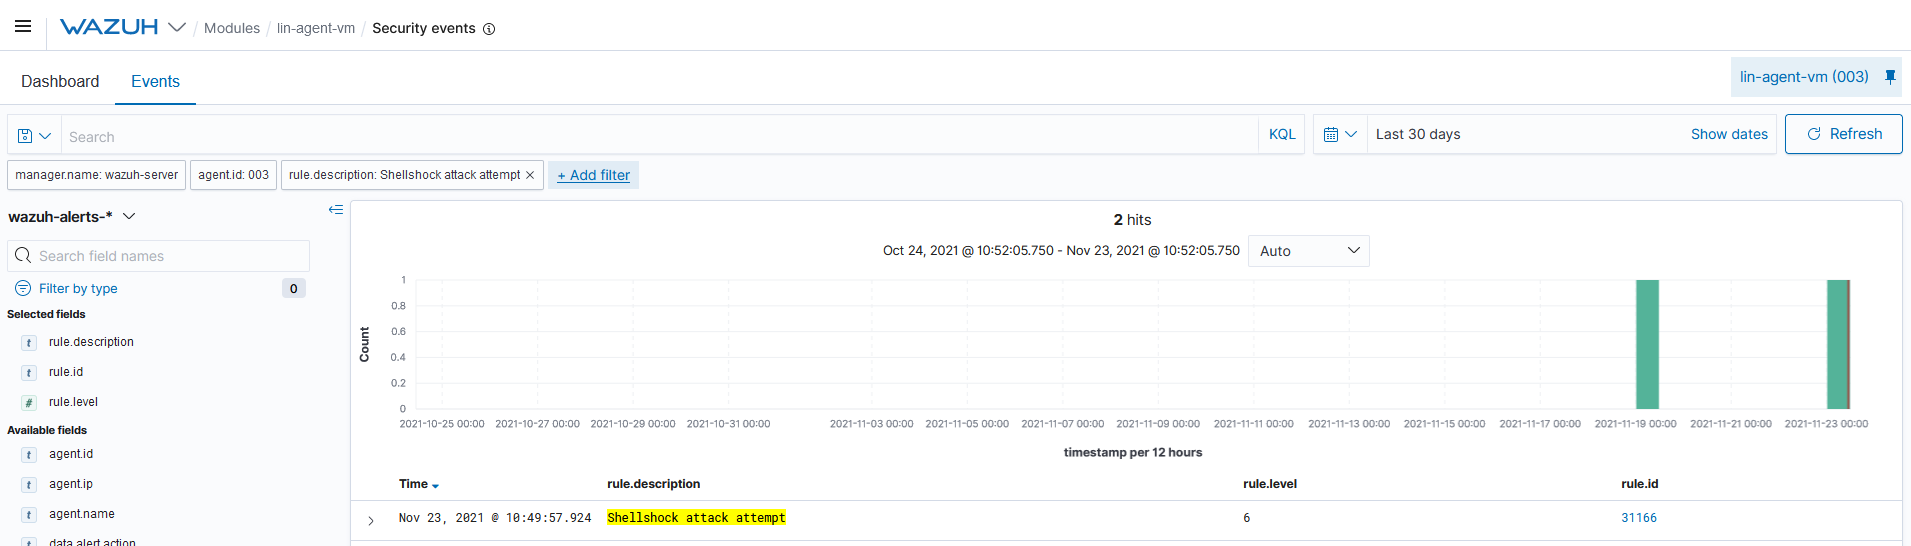 WAZUH / Modules / lin-agent-vm / Security events
Dashboard Events lin-agent-vm (003)
Search KQL Last 30 days Show dates Refresh
manager.name: wazuh-server agent.id: 003 rule.description: Shellshock attack attempt × + Add filter
wazuh-alerts-*
Search field names
Filter by type 0
Selected fields
t rule.description
t rule.id
# rule.level
Available fields
t agent.id
t agent.ip
t agent.name
data.alert.action
2 hits
Oct 24, 2021 @ 10:52:05.750 - Nov 23, 2021 @ 10:52:05.750 Auto
Count
1
0.8
0.6
0.4
0.2
0
2021-10-25 00:00 2021-10-27 00:00 2021-10-29 00:00 2021-10-31 00:00 2021-11-03 00:00 2021-11-05 00:00 2021-11-07 00:00 2021-11-09 00:00 2021-11-11 00:00 2021-11-13 00:00 2021-11-15 00:00 2021-11-17 00:00 2021-11-19 00:00 2021-11-21 00:00 2021-11-23 00:00
timestamp per 12 hours
Time rule.description rule.level rule.id
Nov 23, 2021 @ 10:49:57.924 Shellshock attack attempt 6 31166